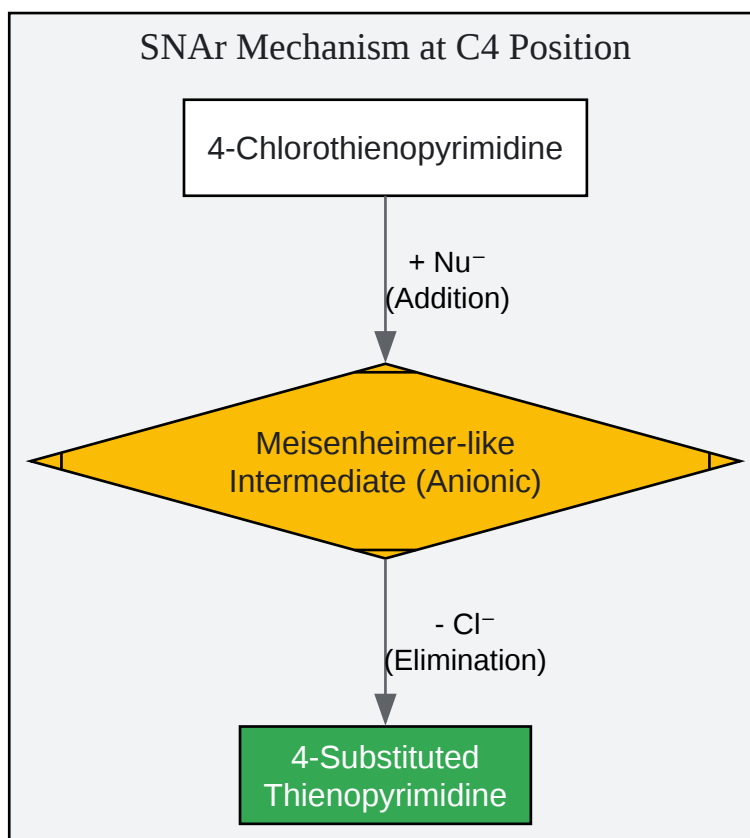 SNAr Mechanism at C4 Position
4-Chlorothienopyrimidine
+ Nu⁻
(Addition)
Meisenheimer-like
Intermediate (Anionic)
- Cl⁻
(Elimination)
4-Substituted
Thienopyrimidine